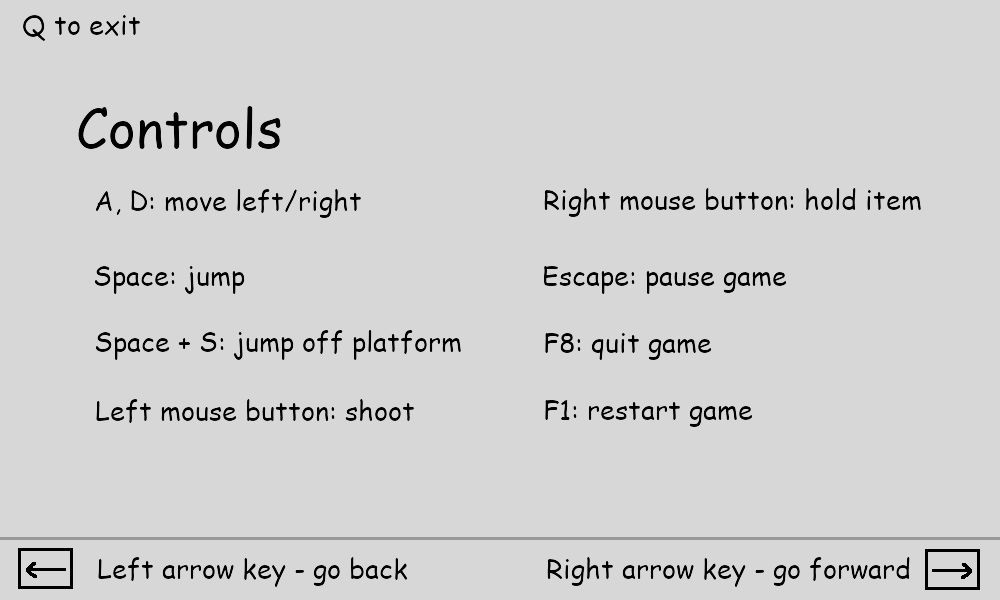 Q to exit
Controls
A, D: move left/right
Space: jump
Space + S: jump off platform
Left mouse button: shoot
Right mouse button: hold item
Escape: pause game
F8: quit game
F1: restart game
Left arrow key - go back
Right arrow key - go forward